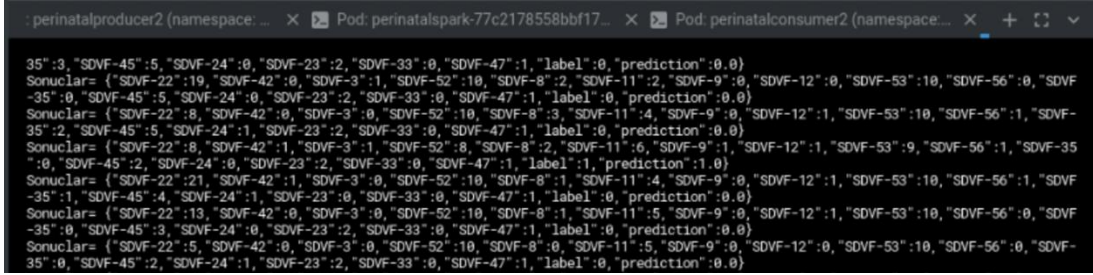 : perinatalproducer2 (namespace: ... × Pod: perinatalspark-77c2178558bbf17... × Pod: perinatalconsumer2 (namespace:... × +
35":3,"SDVF-45":5,"SDVF-24":0,"SDVF-23":2,"SDVF-33":0,"SDVF-47":1,"label":0,"prediction":0.0}
Sonuclar= {"SDVF-22":19,"SDVF-42":0,"SDVF-3":1,"SDVF-52":10,"SDVF-8":2,"SDVF-11":2,"SDVF-9":0,"SDVF-12":0,"SDVF-53":10,"SDVF-56":0,"SDVF
-35":0,"SDVF-45":5,"SDVF-24":0,"SDVF-23":2,"SDVF-33":0,"SDVF-47":1,"label":0,"prediction":0.0}
Sonuclar= {"SDVF-22":8,"SDVF-42":0,"SDVF-3":0,"SDVF-52":10,"SDVF-8":3,"SDVF-11":4,"SDVF-9":0,"SDVF-12":1,"SDVF-53":10,"SDVF-56":1,"SDVF-
35":2,"SDVF-45":5,"SDVF-24":1,"SDVF-23":2,"SDVF-33":0,"SDVF-47":1,"label":0,"prediction":0.0}
Sonuclar= {"SDVF-22":8,"SDVF-42":1,"SDVF-3":1,"SDVF-52":8,"SDVF-8":2,"SDVF-11":6,"SDVF-9":1,"SDVF-12":1,"SDVF-53":9,"SDVF-56":1,"SDVF-35
":0,"SDVF-45":2,"SDVF-24":0,"SDVF-23":2,"SDVF-33":0,"SDVF-47":1,"label":1,"prediction":1.0}
Sonuclar= {"SDVF-22":21,"SDVF-42":1,"SDVF-3":0,"SDVF-52":10,"SDVF-8":1,"SDVF-11":4,"SDVF-9":0,"SDVF-12":1,"SDVF-53":10,"SDVF-56":1,"SDVF
-35":1,"SDVF-45":4,"SDVF-24":1,"SDVF-23":0,"SDVF-33":0,"SDVF-47":1,"label":0,"prediction":0.0}
Sonuclar= {"SDVF-22":13,"SDVF-42":0,"SDVF-3":0,"SDVF-52":10,"SDVF-8":1,"SDVF-11":5,"SDVF-9":0,"SDVF-12":1,"SDVF-53":10,"SDVF-56":0,"SDVF
-35":0,"SDVF-45":3,"SDVF-24":0,"SDVF-23":2,"SDVF-33":0,"SDVF-47":1,"label":0,"prediction":0.0}
Sonuclar= {"SDVF-22":5,"SDVF-42":0,"SDVF-3":0,"SDVF-52":10,"SDVF-8":0,"SDVF-11":5,"SDVF-9":0,"SDVF-12":0,"SDVF-53":10,"SDVF-56":0,"SDVF-
35":0,"SDVF-45":2,"SDVF-24":1,"SDVF-23":2,"SDVF-33":0,"SDVF-47":1,"label":0,"prediction":0.0}